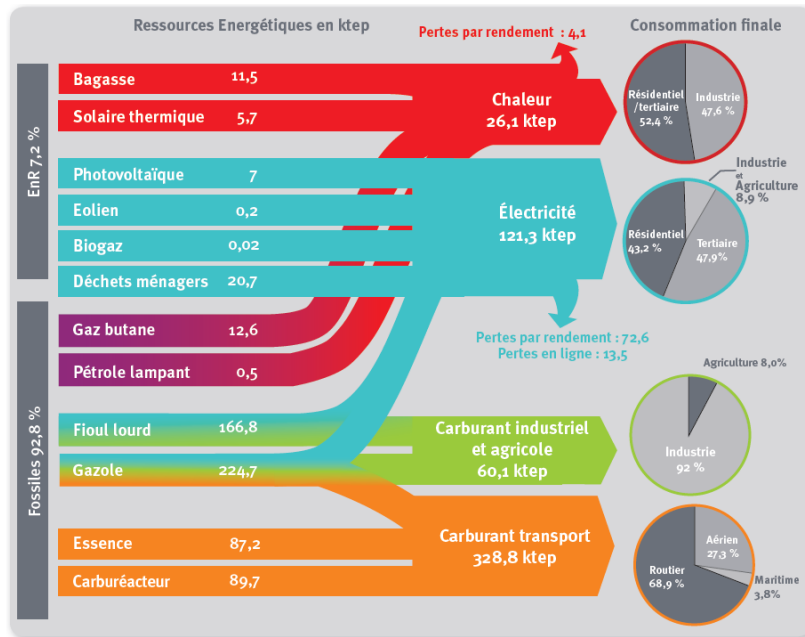 Ressources Energétiques en ktep
Pertes par rendement : 4,1
Consommation finale
EnR 7,2 %
Bagasse 11,5
Solaire thermique 5,7
Chaleur
26,1 ktep
Résidentiel
/tertiaire
52,4 %
Industrie
47,6 %
Photovoltaïque 7
Eolien 0,2
Biogaz 0,02
Déchets ménagers 20,7
Électricité
121,3 ktep
Industrie
et
Agriculture
8,9 %
Résidentiel
43,2 %
Tertiaire
47,9%
Pertes par rendement : 72,6
Pertes en ligne : 13,5
Fossiles 92,8 %
Gaz butane 12,6
Pétrole lampant 0,5
Fioul lourd 166,8
Gazole 224,7
Carburant industriel
et agricole
60,1 ktep
Agriculture 8,0%
Industrie
92 %
Essence 87,2
Carburéacteur 89,7
Carburant transport
328,8 ktep
Aérien
27,3 %
Routier
68,9 %
Maritime
3,8%